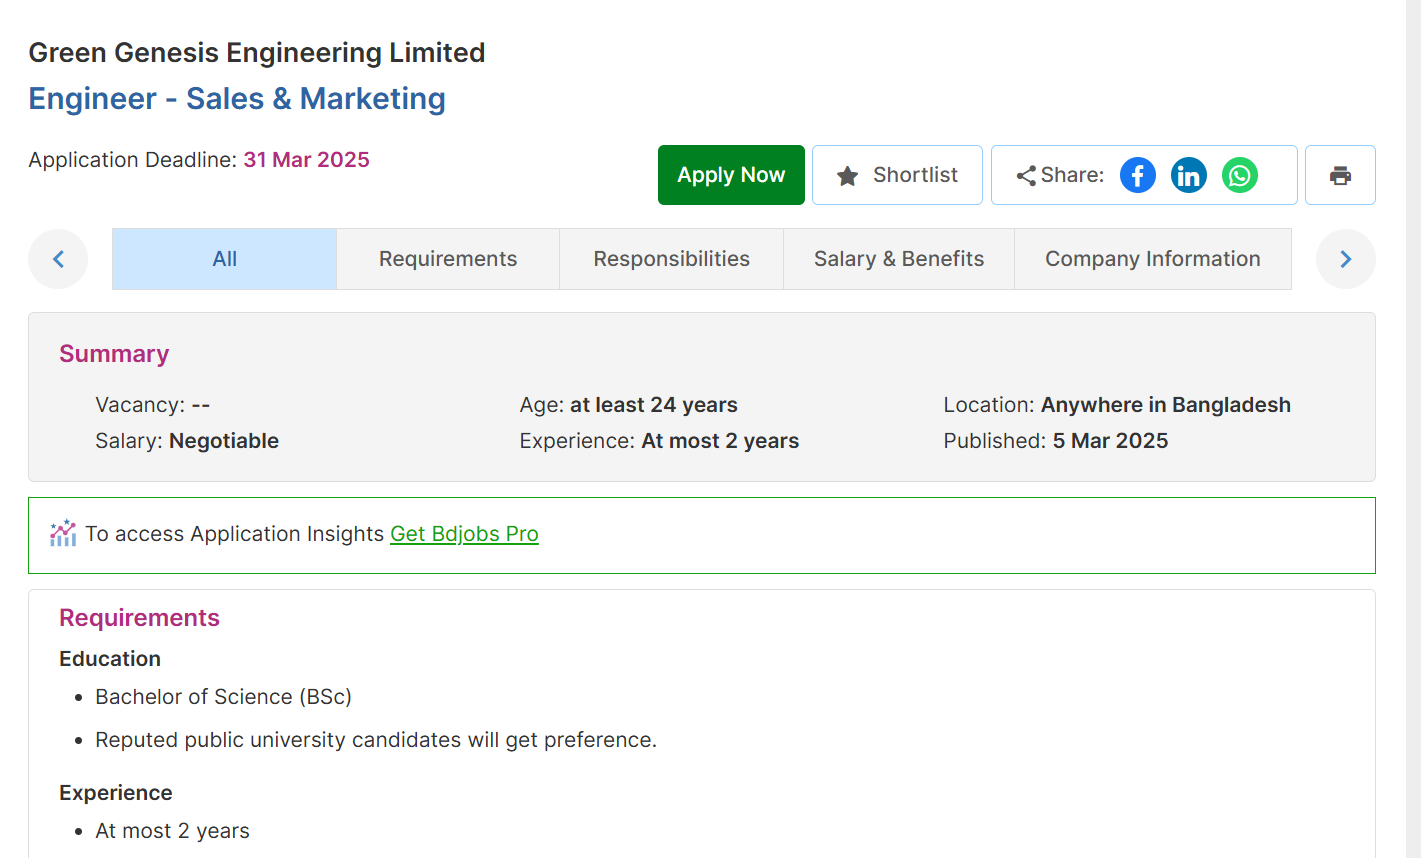 Green Genesis Engineering Limited
Engineer - Sales & Marketing
Application Deadline: 31 Mar 2025
Apply Now Shortlist Share:
All Requirements Responsibilities Salary & Benefits Company Information
Summary
Vacancy: -- Age: at least 24 years Location: Anywhere in Bangladesh
Salary: Negotiable Experience: At most 2 years Published: 5 Mar 2025
To access Application Insights Get Bdjobs Pro
Requirements
Education
• Bachelor of Science (BSc)
• Reputed public university candidates will get preference.
Experience
• At most 2 years